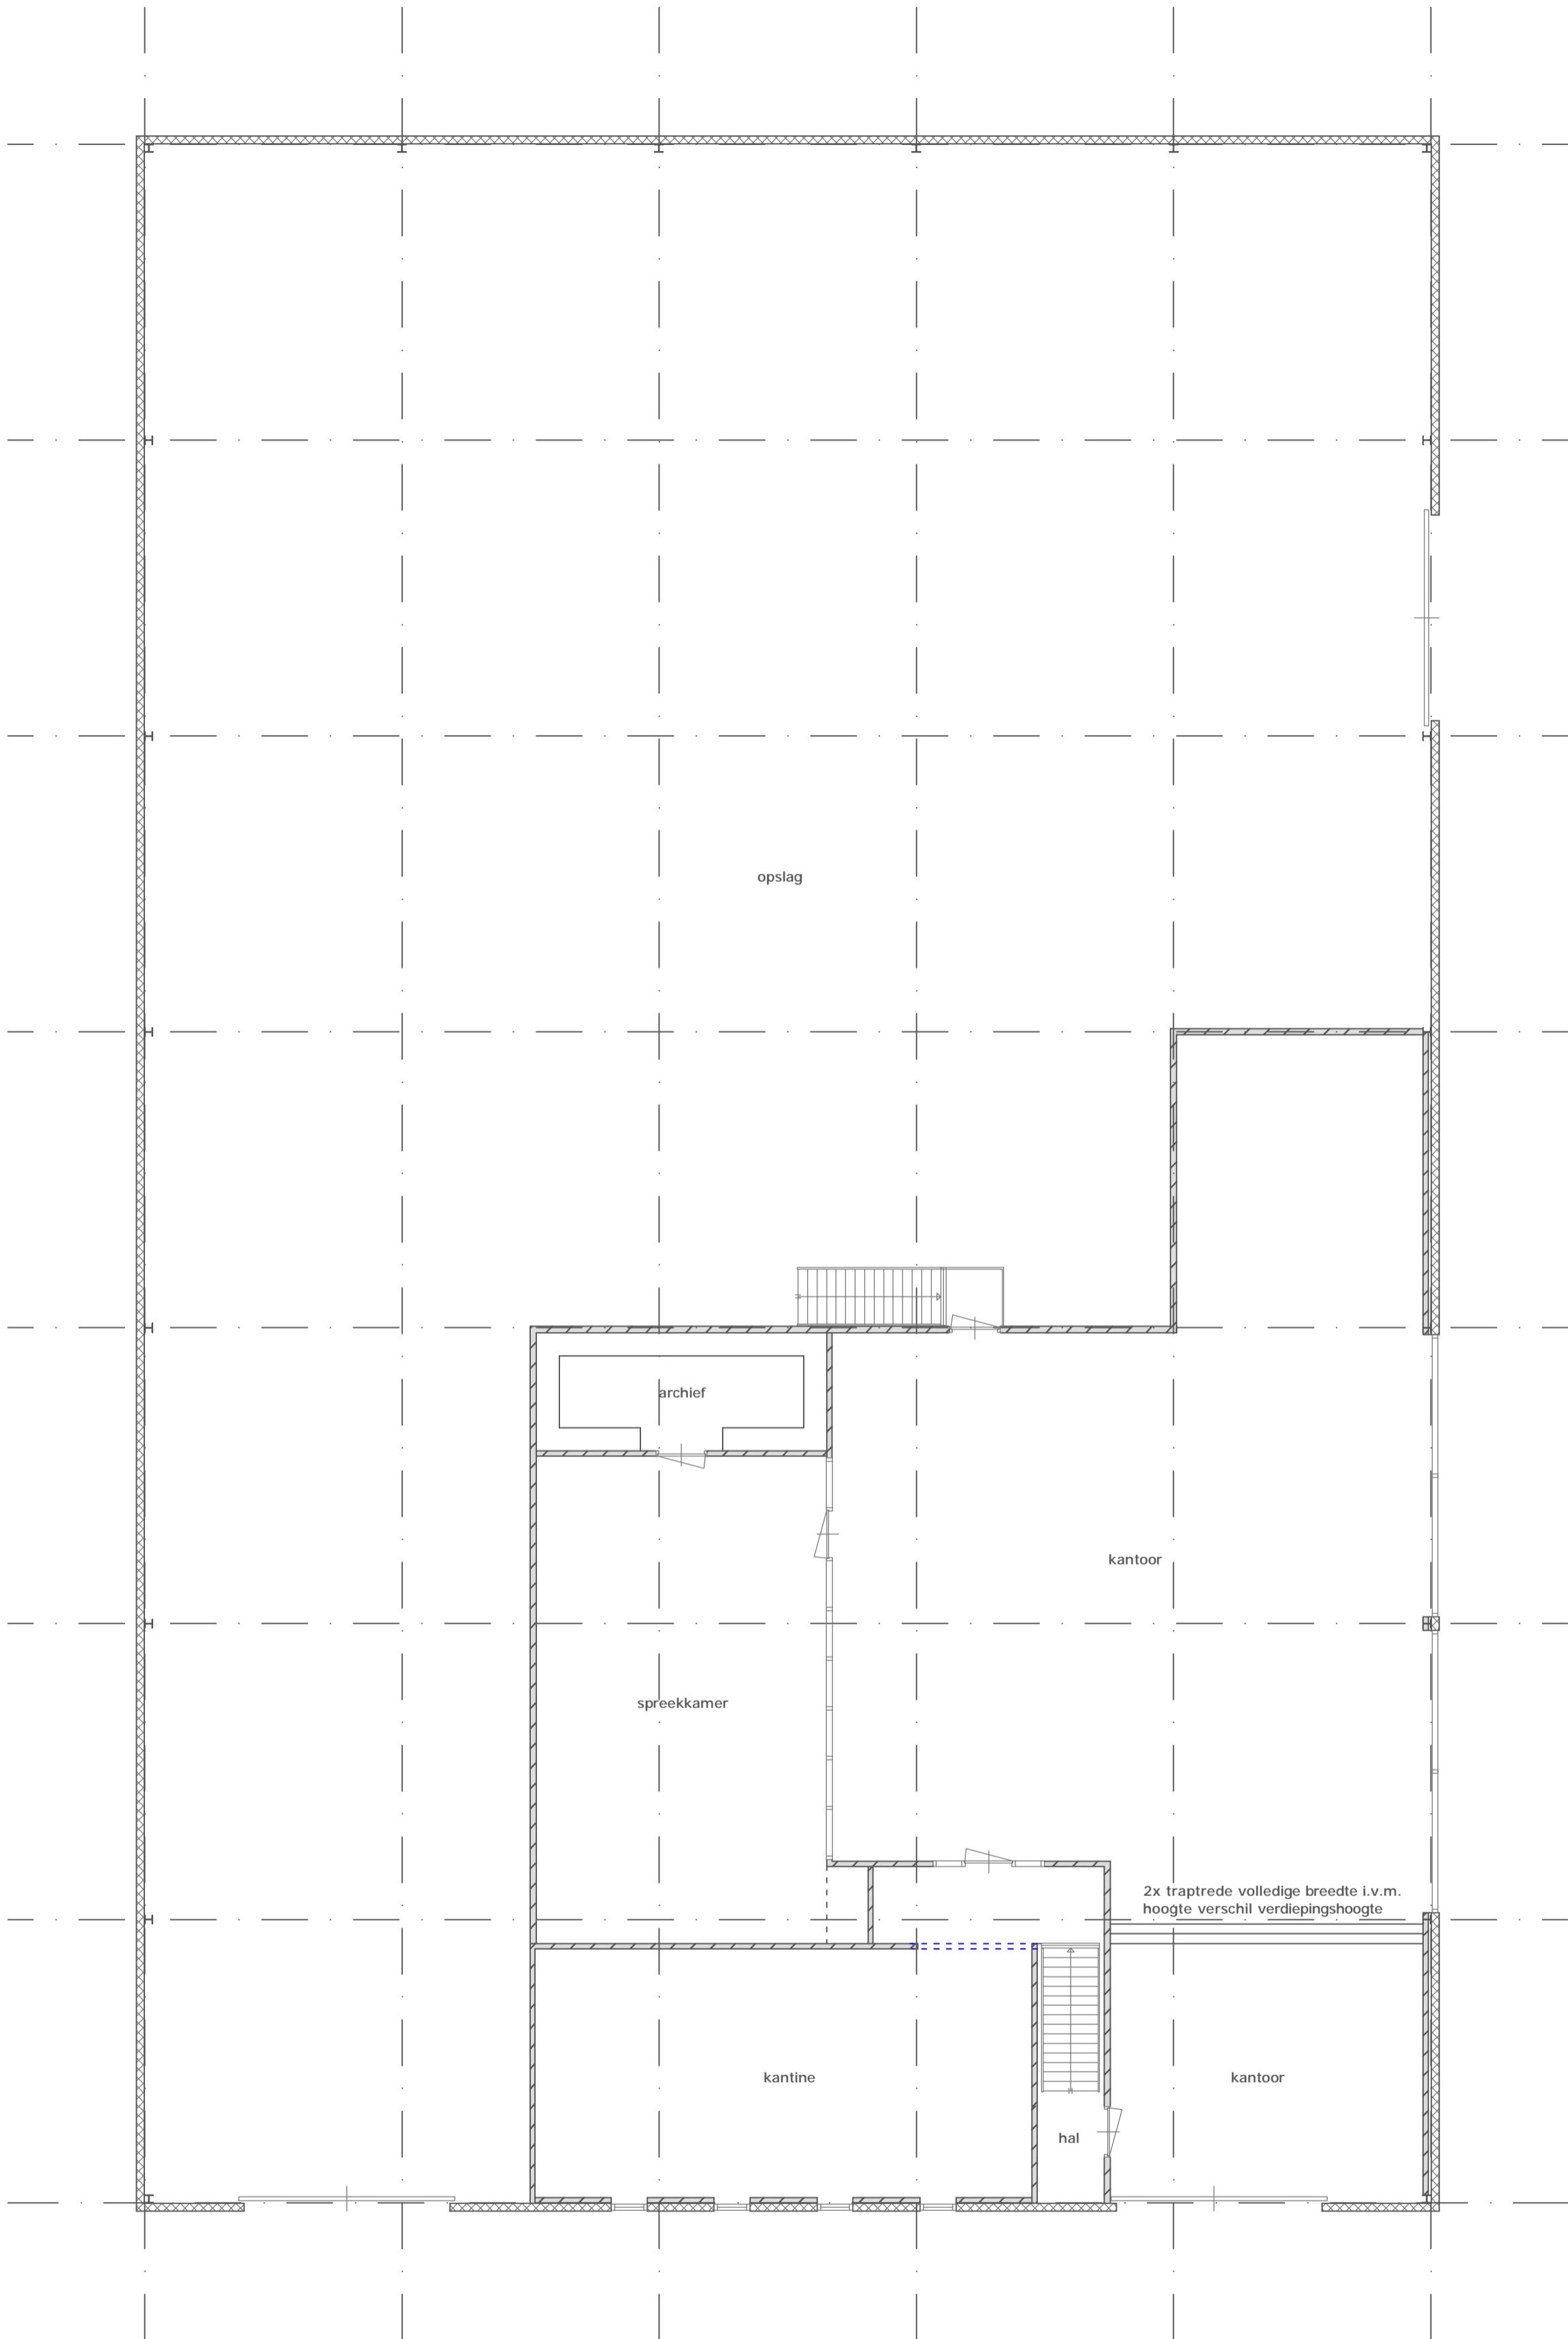 opslag
archief
kantoor
spreekkamer
2x traptrede volledige breedte i.v.m.
hoogte verschil verdiepingshoogte
kantine
kantoor
hal